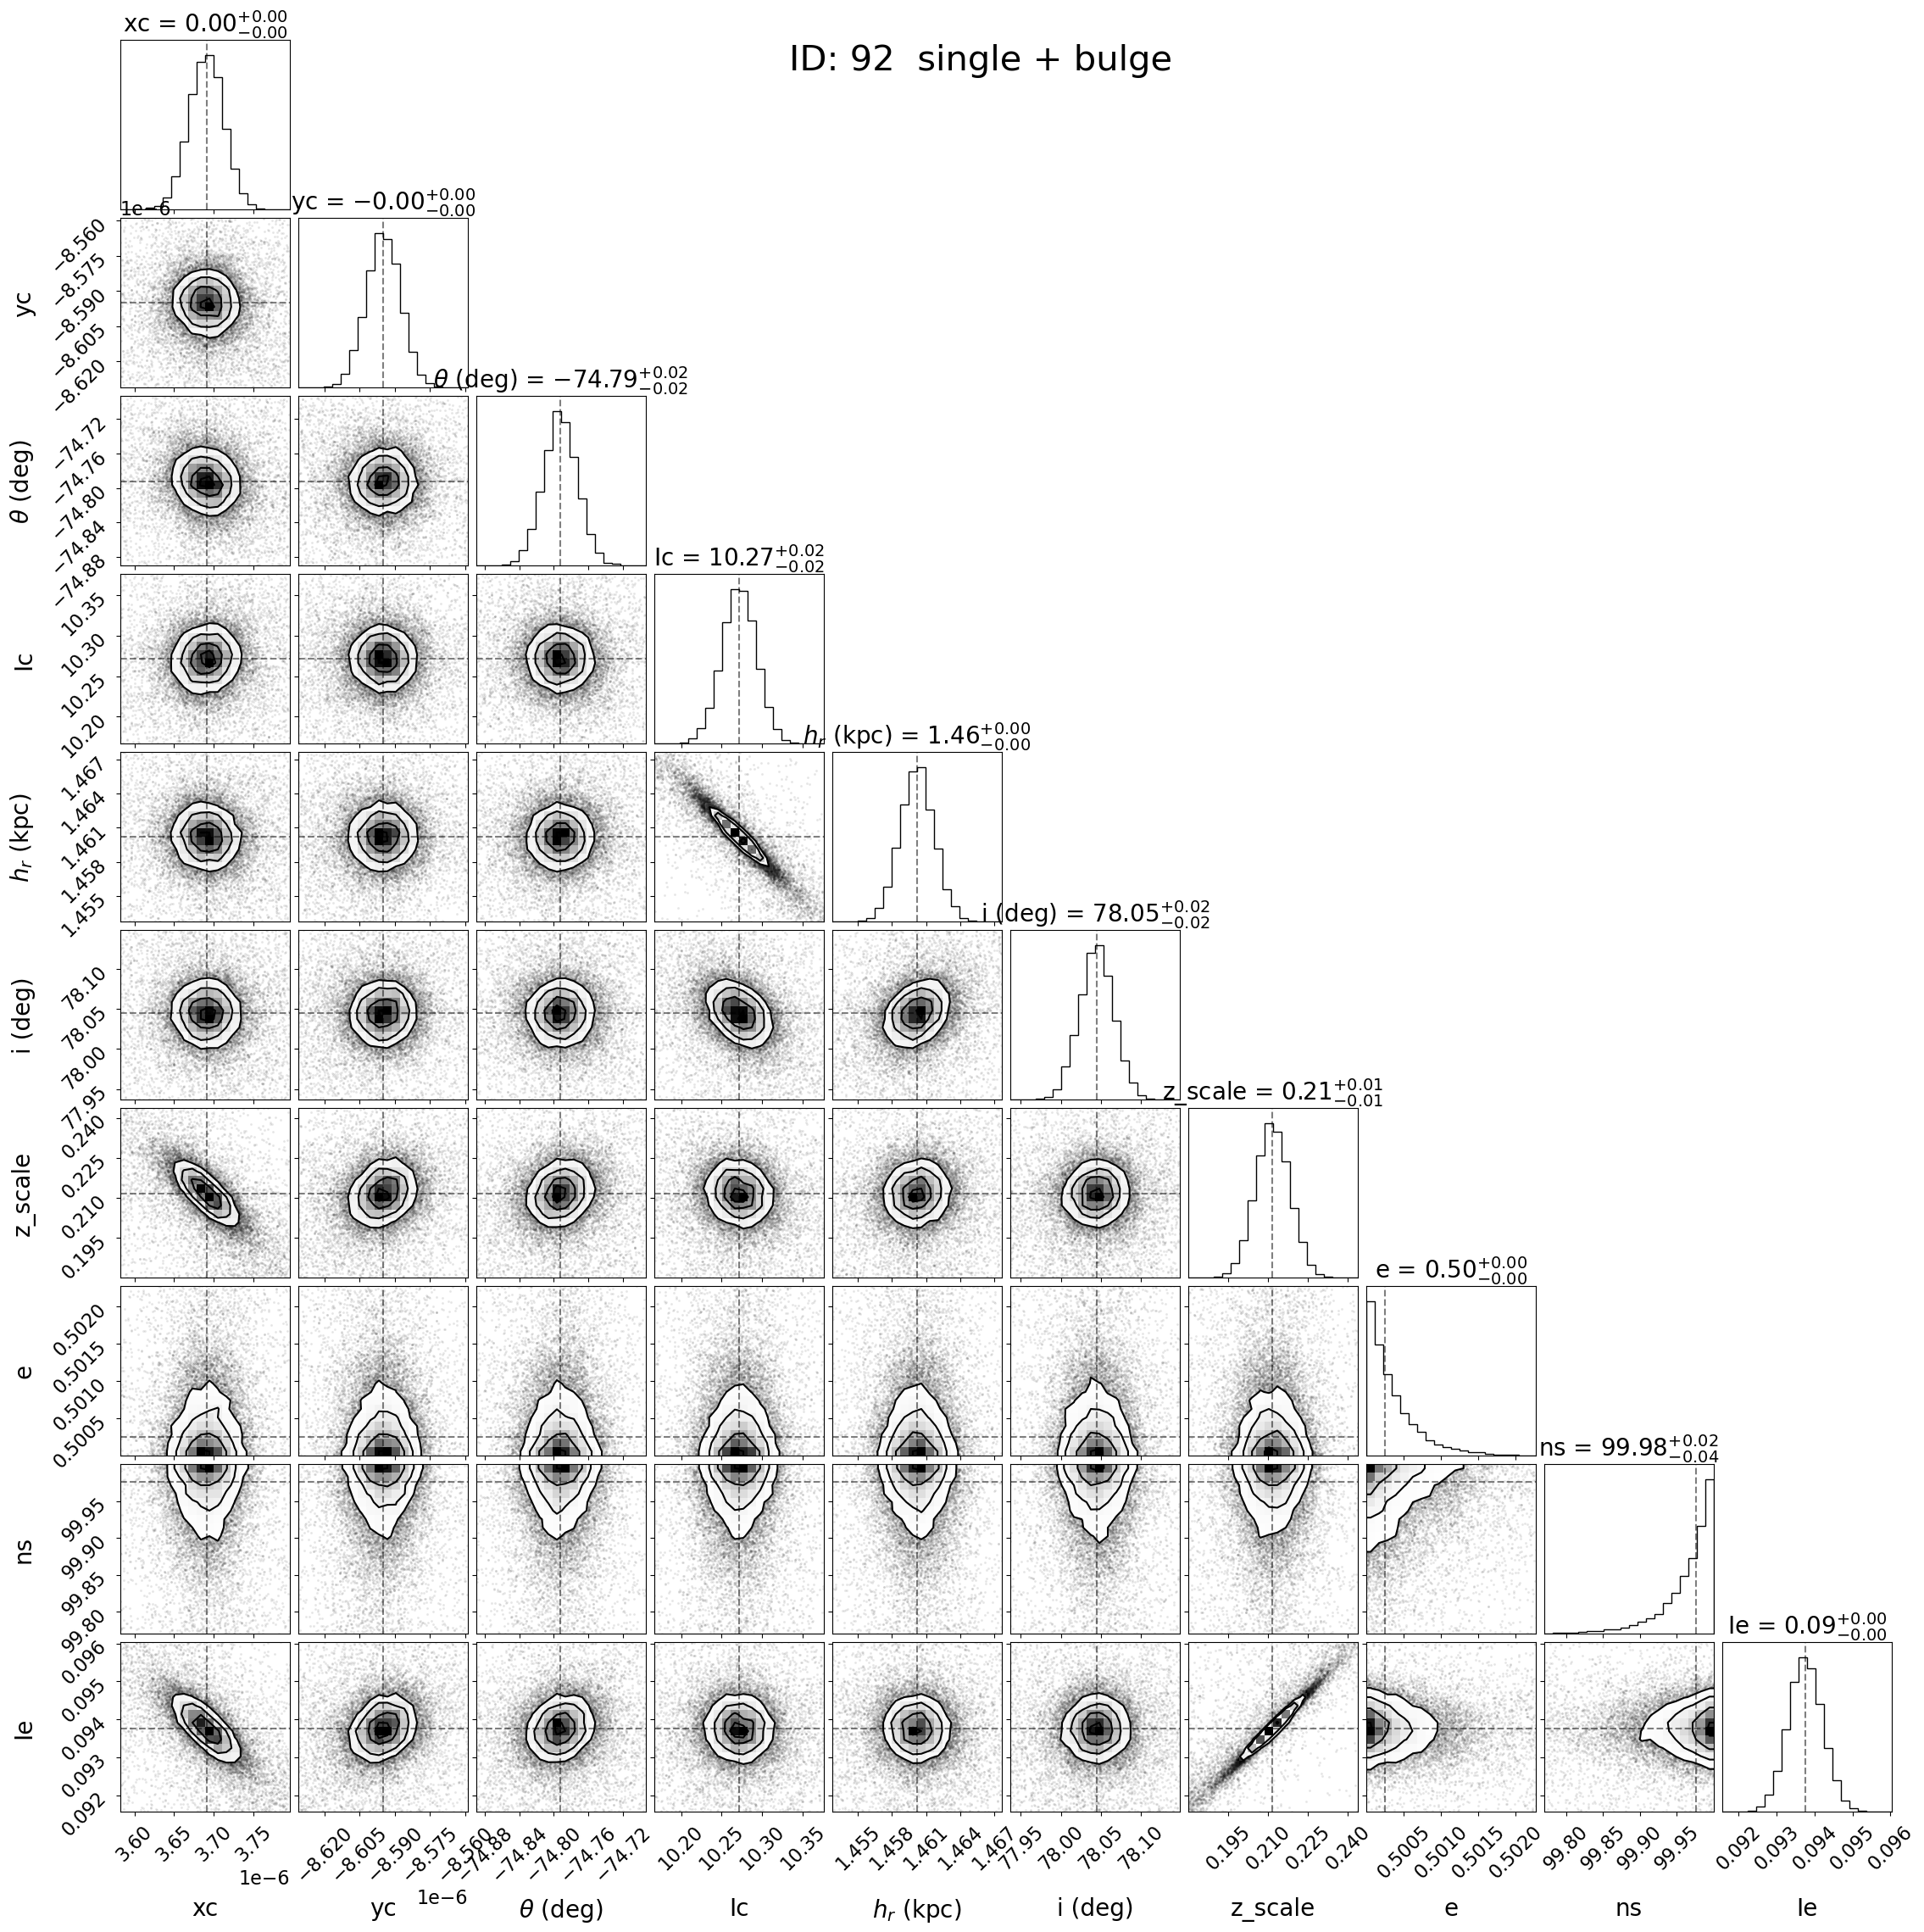 xc = 0.00+0.00−0.00
ID: 92 single + bulge
1e−6
yc = −0.00+0.00−0.00
yc
−8.560
−8.575
−8.590
−8.605
−8.620
θ (deg) = −74.79+0.02−0.02
θ (deg)
−74.72
−74.76
−74.80
−74.84
−74.88
Ic = 10.27+0.02−0.02
Ic
10.35
10.30
10.25
10.20
hr (kpc) = 1.46+0.00−0.00
hr (kpc)
1.467
1.464
1.461
1.458
1.455
i (deg) = 78.05+0.02−0.02
i (deg)
78.10
78.05
78.00
77.95
z_scale = 0.21+0.01−0.01
z_scale
0.240
0.225
0.210
0.195
e = 0.50+0.00−0.00
e
0.5020
0.5015
0.5010
0.5005
ns = 99.98+0.02−0.04
ns
99.95
99.90
99.85
99.80
Ie = 0.09+0.00−0.00
Ie
0.096
0.095
0.094
0.093
0.092
3.60 3.65 3.70 3.75 −8.620 −8.605 −8.590 −8.575 −8.560 −74.88 −74.84 −74.80 −74.76 −74.72 10.20 10.25 10.30 10.35 1.455 1.458 1.461 1.464 1.467 77.95 78.00 78.05 78.10 0.195 0.210 0.225 0.240 0.5005 0.5010 0.5015 0.5020 99.80 99.85 99.90 99.95 0.092 0.093 0.094 0.095 0.096
1e−6 1e−6
xc yc θ (deg) Ic hr (kpc) i (deg) z_scale e ns Ie